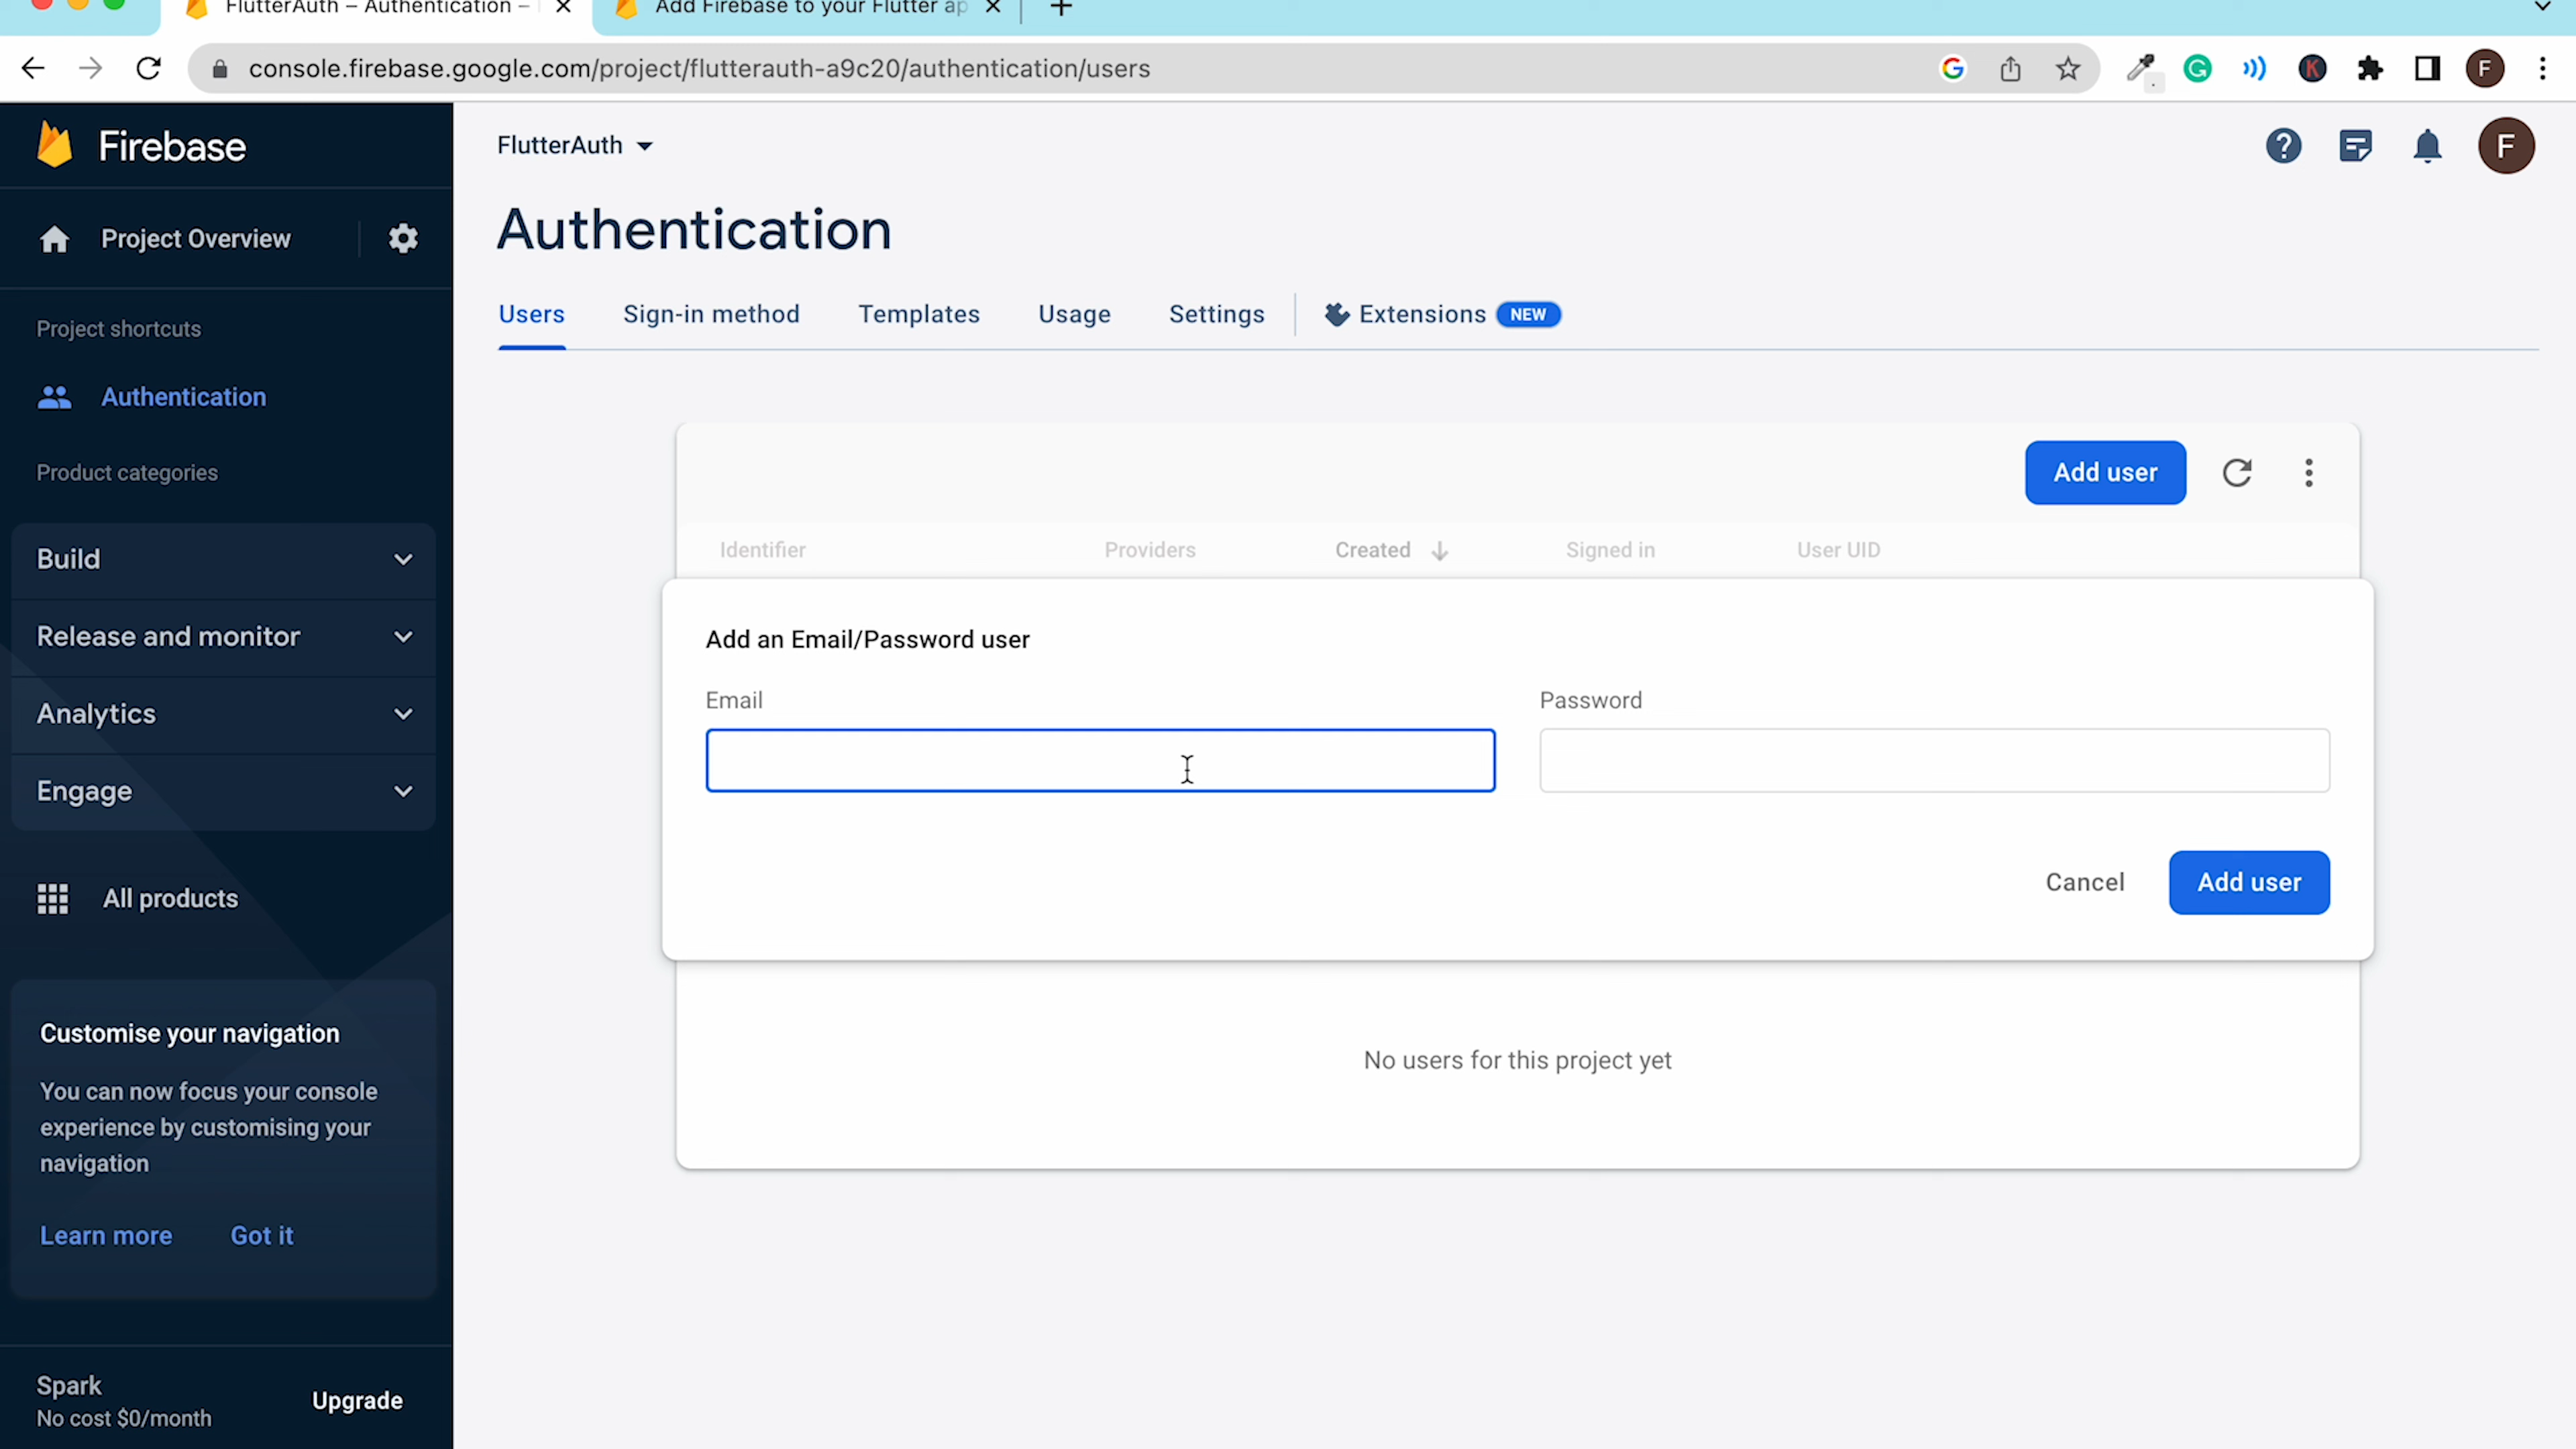 FlutterAuth – Authentication –
Add Firebase to your Flutter ap
console.firebase.google.com/project/flutterauth-a9c20/authentication/users
F
Firebase
FlutterAuth
F
Project Overview
Authentication
Users
Sign-in method
Templates
Usage
Settings
Extensions
NEW
Project shortcuts
Authentication
Product categories
Build
Release and monitor
Analytics
Engage
All products
Customise your navigation
You can now focus your console
experience by customising your
navigation
Learn more
Got it
Spark
No cost $0/month
Upgrade
Add user
Identifier
Providers
Created
Signed in
User UID
Add an Email/Password user
Email
Password
Cancel
Add user
No users for this project yet